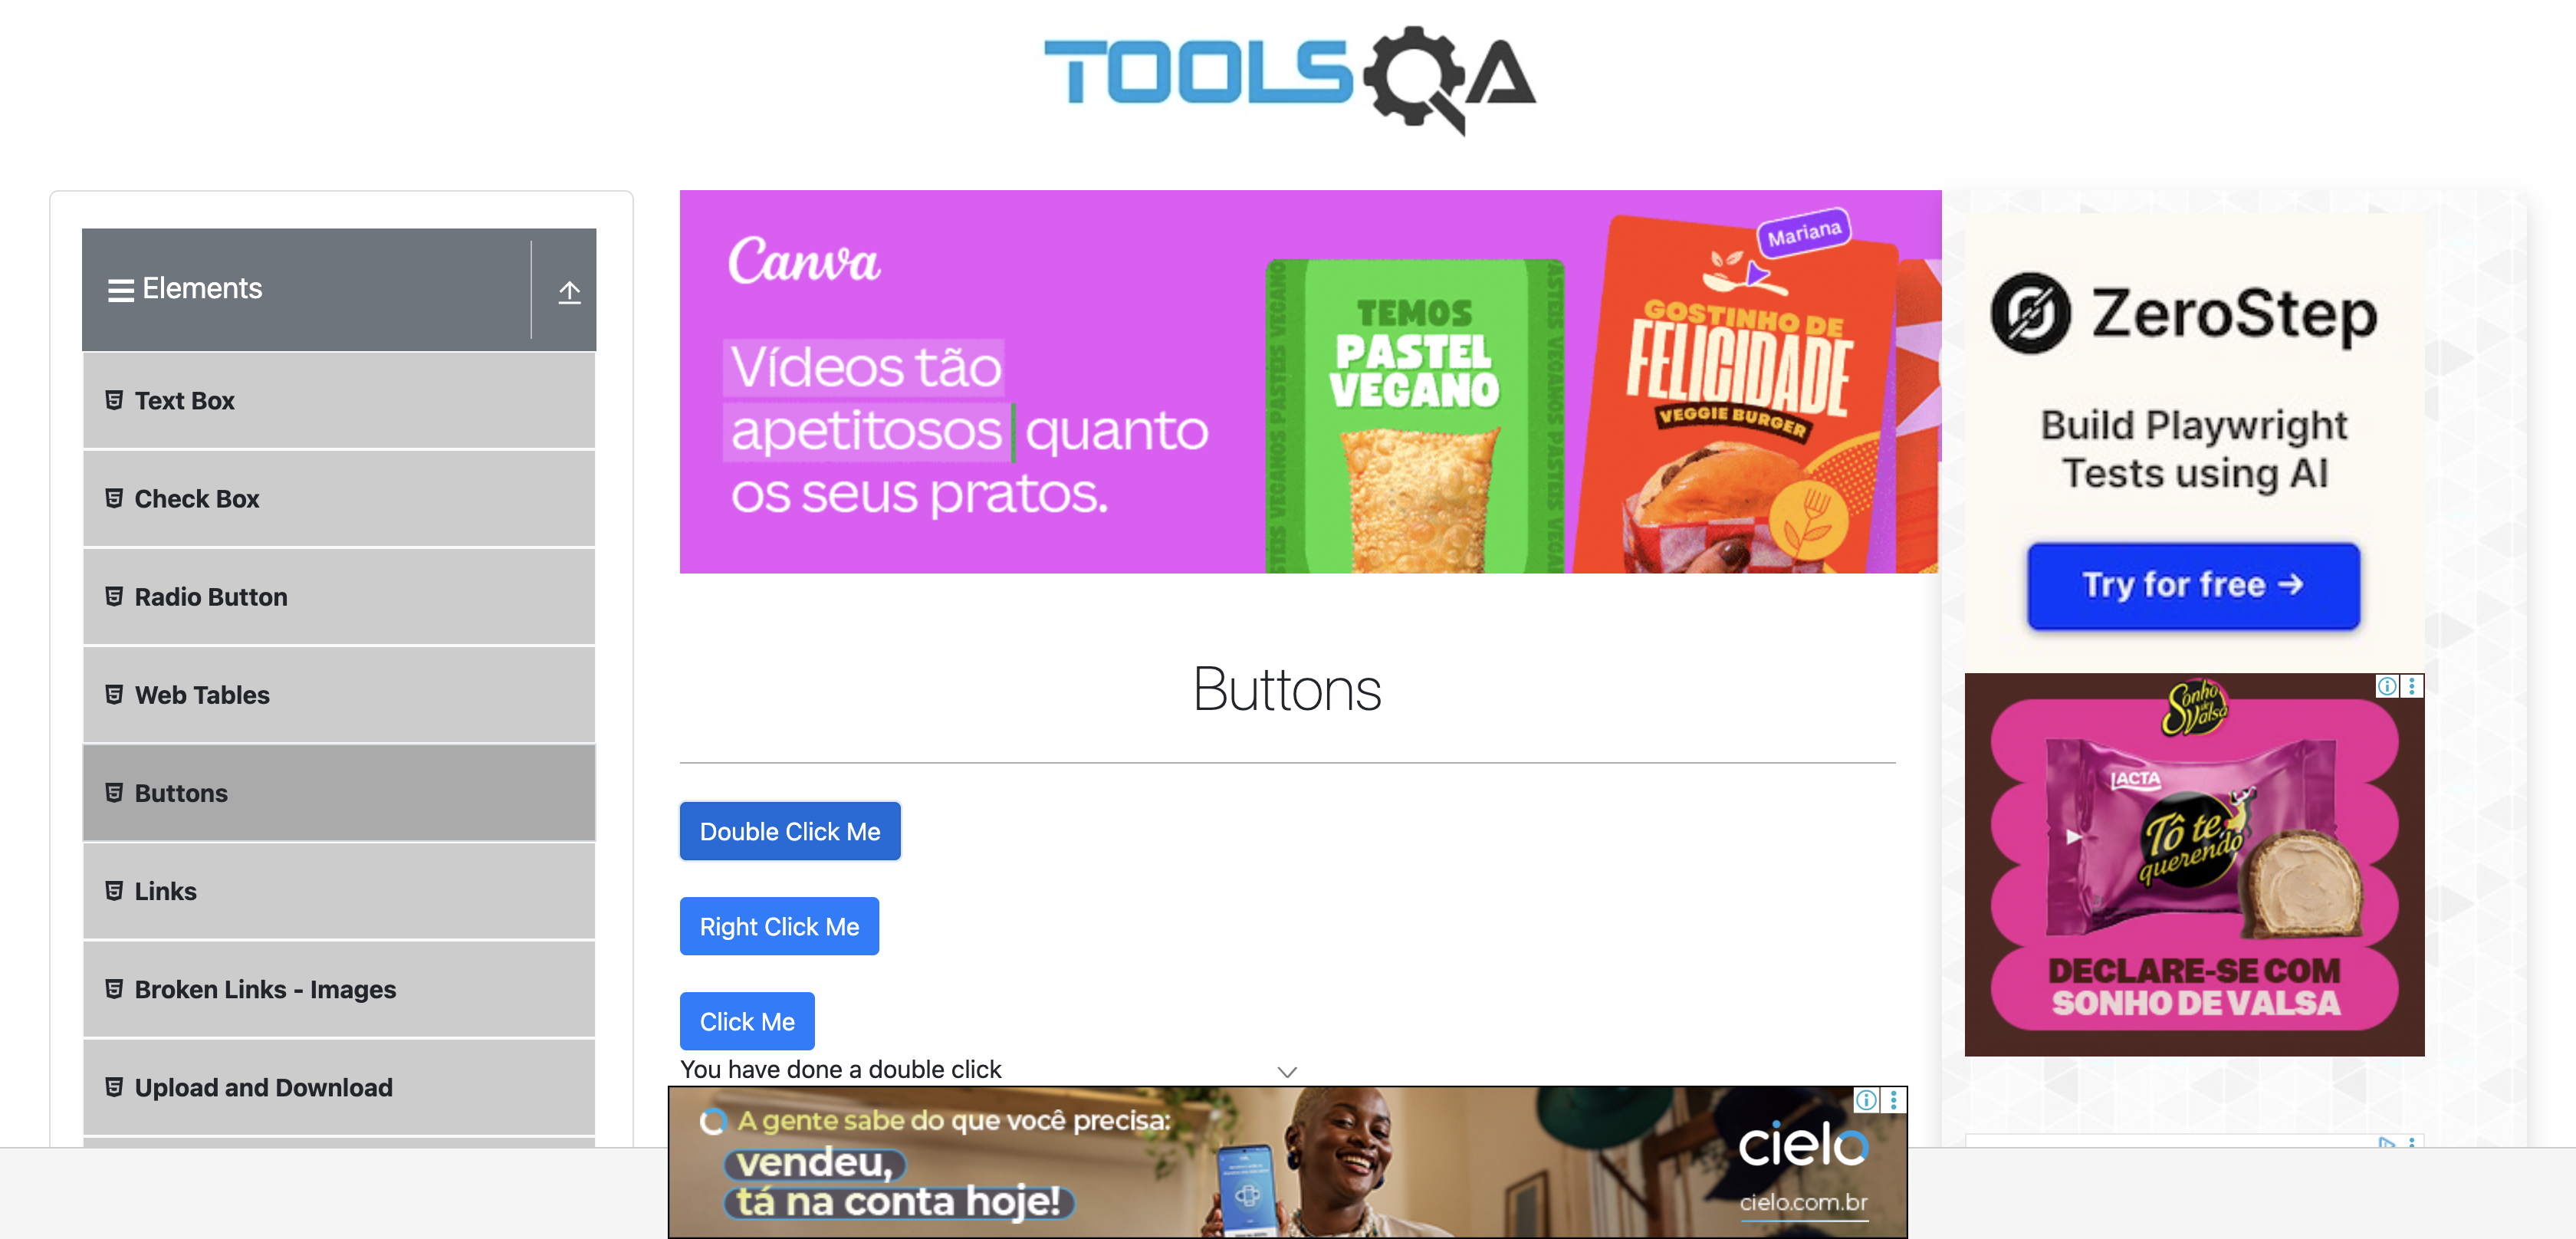 TOOLSQA
Elements
Text Box
Check Box
Radio Button
Web Tables
Buttons
Links
Broken Links - Images
Upload and Download
Canva
Vídeos tão
apetitosos quanto
os seus pratos.
TEMOS
PASTEL
VEGANO
Mariana
GOSTINHO DE
FELICIDADE
VEGGIE BURGER
Buttons
Double Click Me
Right Click Me
Click Me
You have done a double click
A gente sabe do que você precisa:
vendeu,
tá na conta hoje!
cielo
cielo.com.br
ZeroStep
Build Playwright
Tests using AI
Try for free →
Sonho
de
Valsa
LACTA
Tô te
querendo
DECLARE-SE COM
SONHO DE VALSA